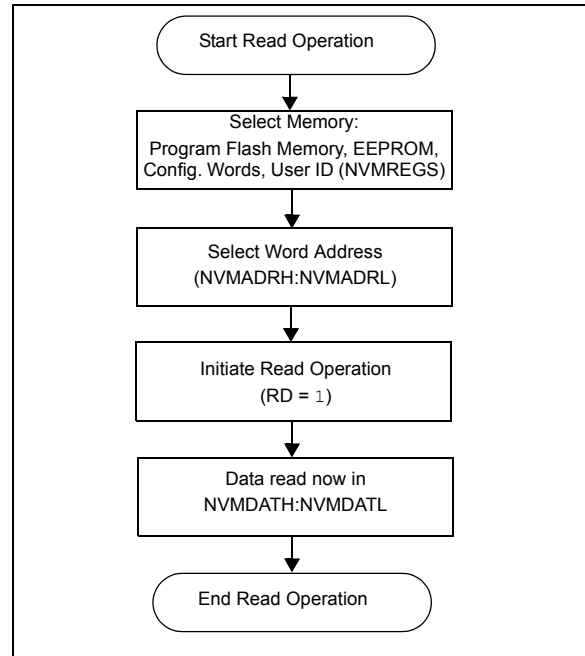 Start Read Operation
Select Memory:
Program Flash Memory, EEPROM,
Config. Words, User ID (NVMREGS)
Select Word Address
(NVMADRH:NVMADRL)
Initiate Read Operation
(RD = 1)
Data read now in
NVMDATH:NVMDATL
End Read Operation